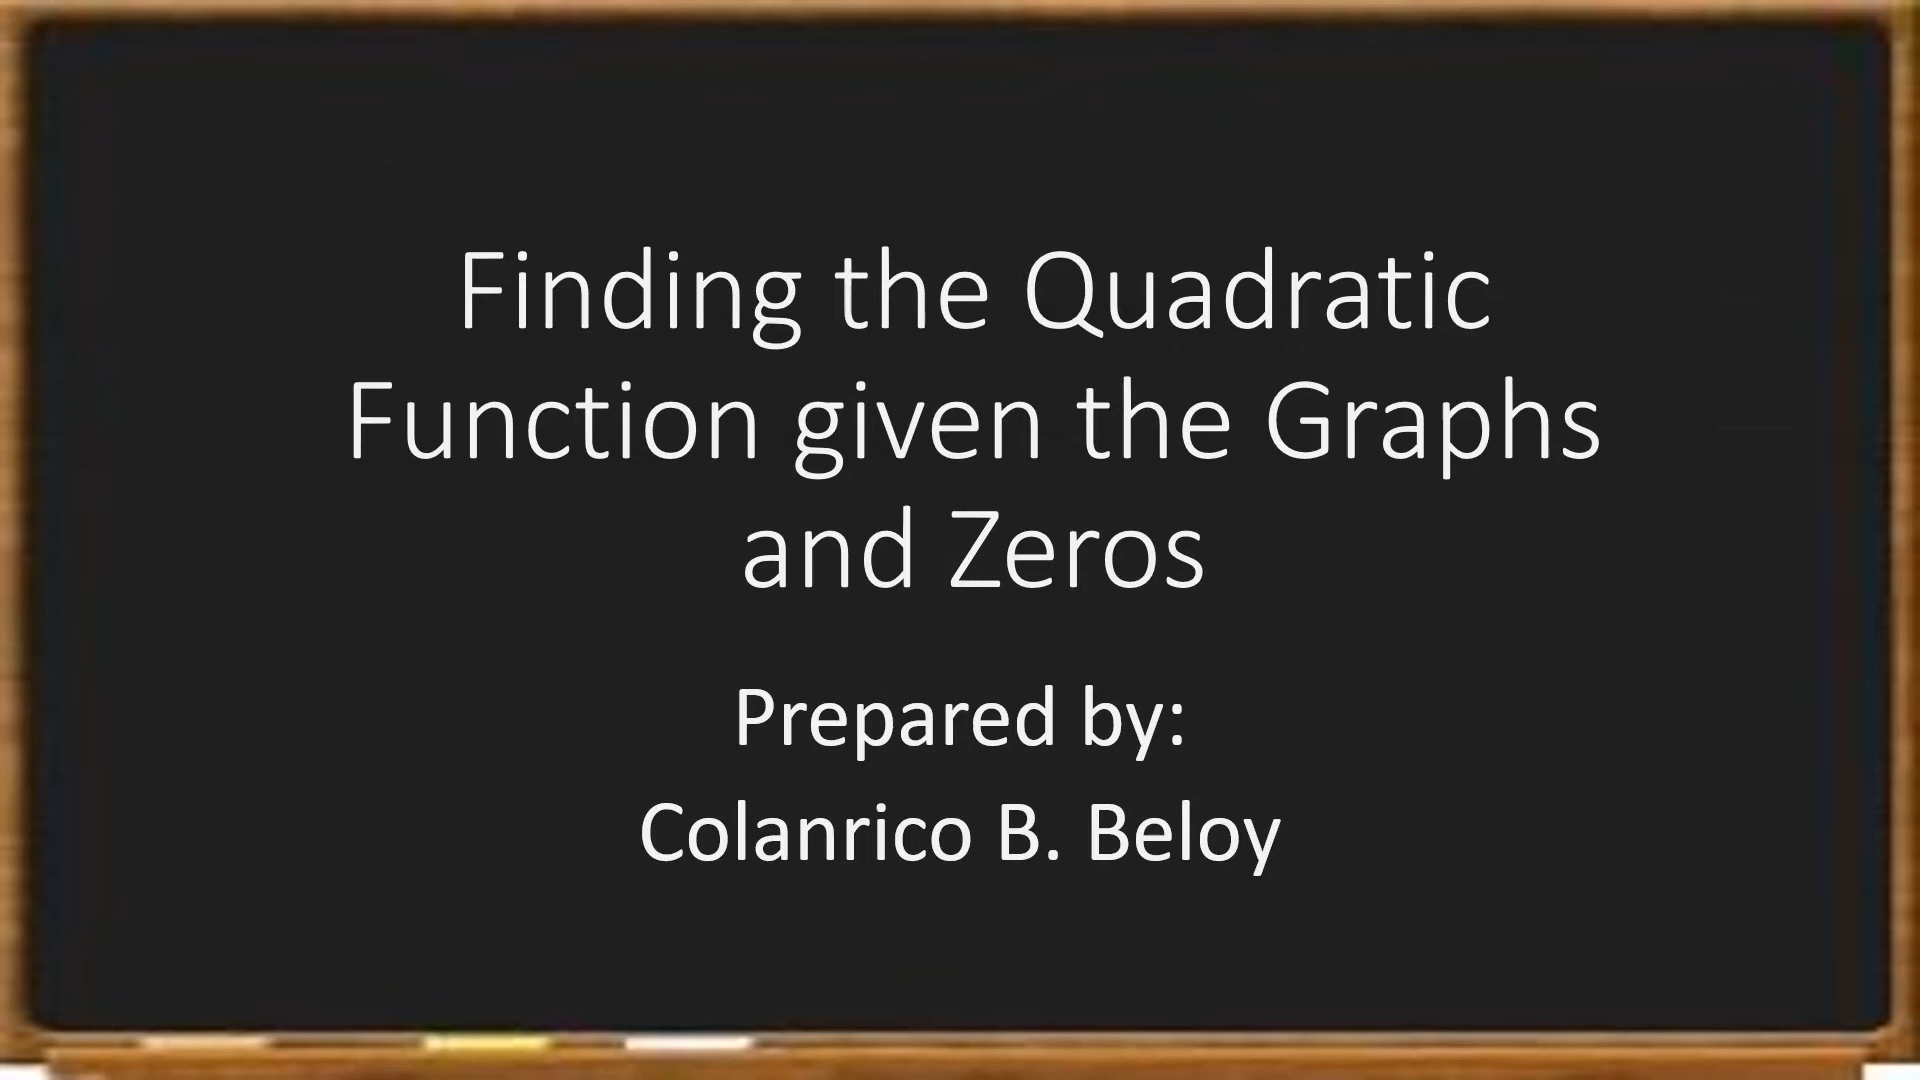 Finding the Quadratic
Function given the Graphs
and Zeros
Prepared by:
Colanrico B. Beloy